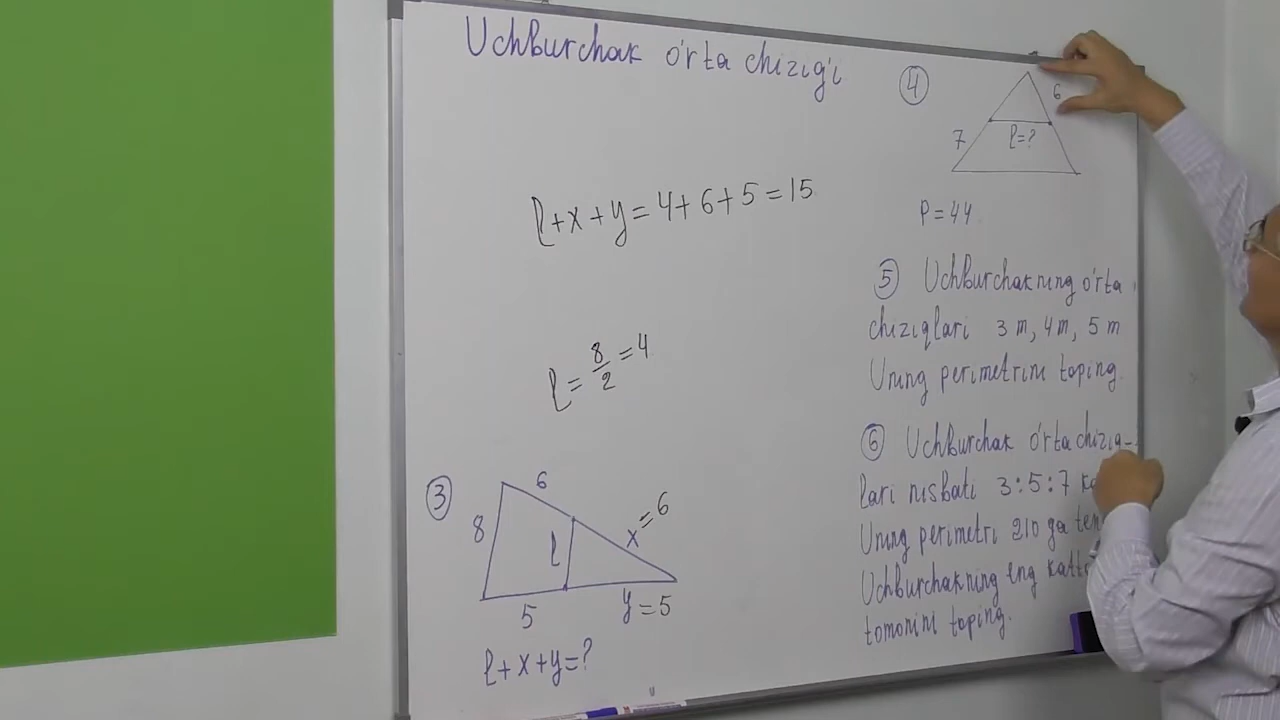 Uchburchak o'rta chizig'i
l+x+y=4+6+5=15
l=8/2=4
③
6
8
l
x=6
5
y=5
l+x+y=?
④
6
7
l=?
P=44
⑤ Uchburchakning o'rta
chiziqlari 3 m, 4 m, 5 m
Uning perimetrini toping.
⑥ Uchburchak o'rta chizig-
lari nisbati 3:5:7
Uning perimetri 210 ga
Uchburchakning eng
tomonini toping.